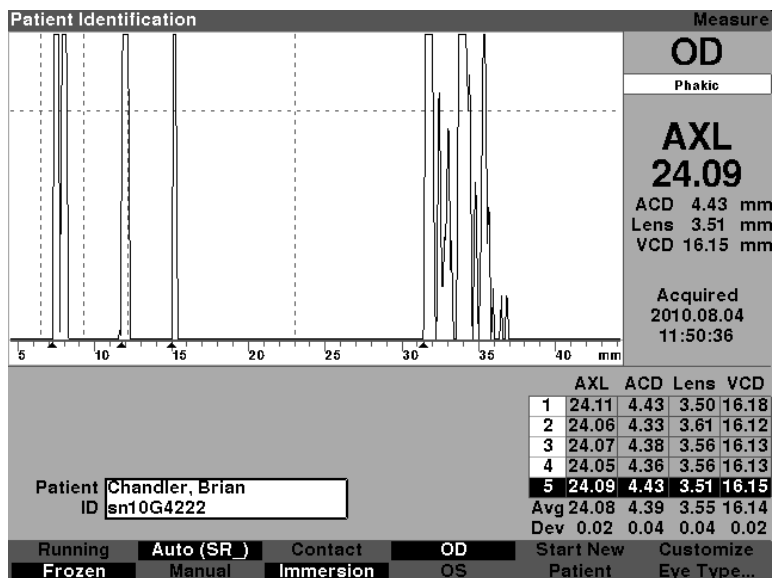 Patient Identification Measure
OD
Phakic
AXL
24.09
ACD 4.43 mm
Lens 3.51 mm
VCD 16.15 mm
Acquired
2010.08.04
11:50:36
5 10 15 20 25 30 35 40 mm
AXL ACD Lens VCD
1 24.11 4.43 3.50 16.18
2 24.06 4.33 3.61 16.12
3 24.07 4.38 3.56 16.13
4 24.05 4.36 3.56 16.13
5 24.09 4.43 3.51 16.15
Avg 24.08 4.39 3.55 16.14
Dev 0.02 0.04 0.04 0.02
Patient Chandler, Brian
ID sn10G4222
Running Auto (SR_) Contact OD Start New Customize
Frozen Manual Immersion OS Patient Eye Type...